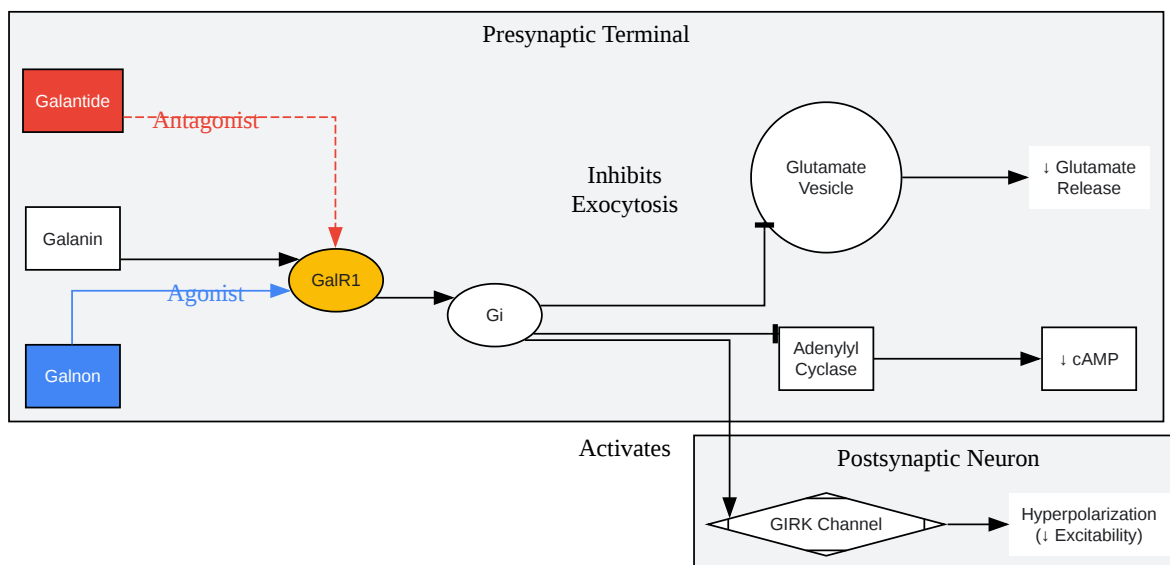 Presynaptic Terminal
Galantide
Antagonist
Inhibits
Exocytosis
Glutamate
Vesicle
↓ Glutamate
Release
Galanin
GalR1
Agonist
Gi
Galnon
Adenylyl
Cyclase
↓ cAMP
Activates
Postsynaptic Neuron
GIRK Channel
Hyperpolarization
(↓ Excitability)